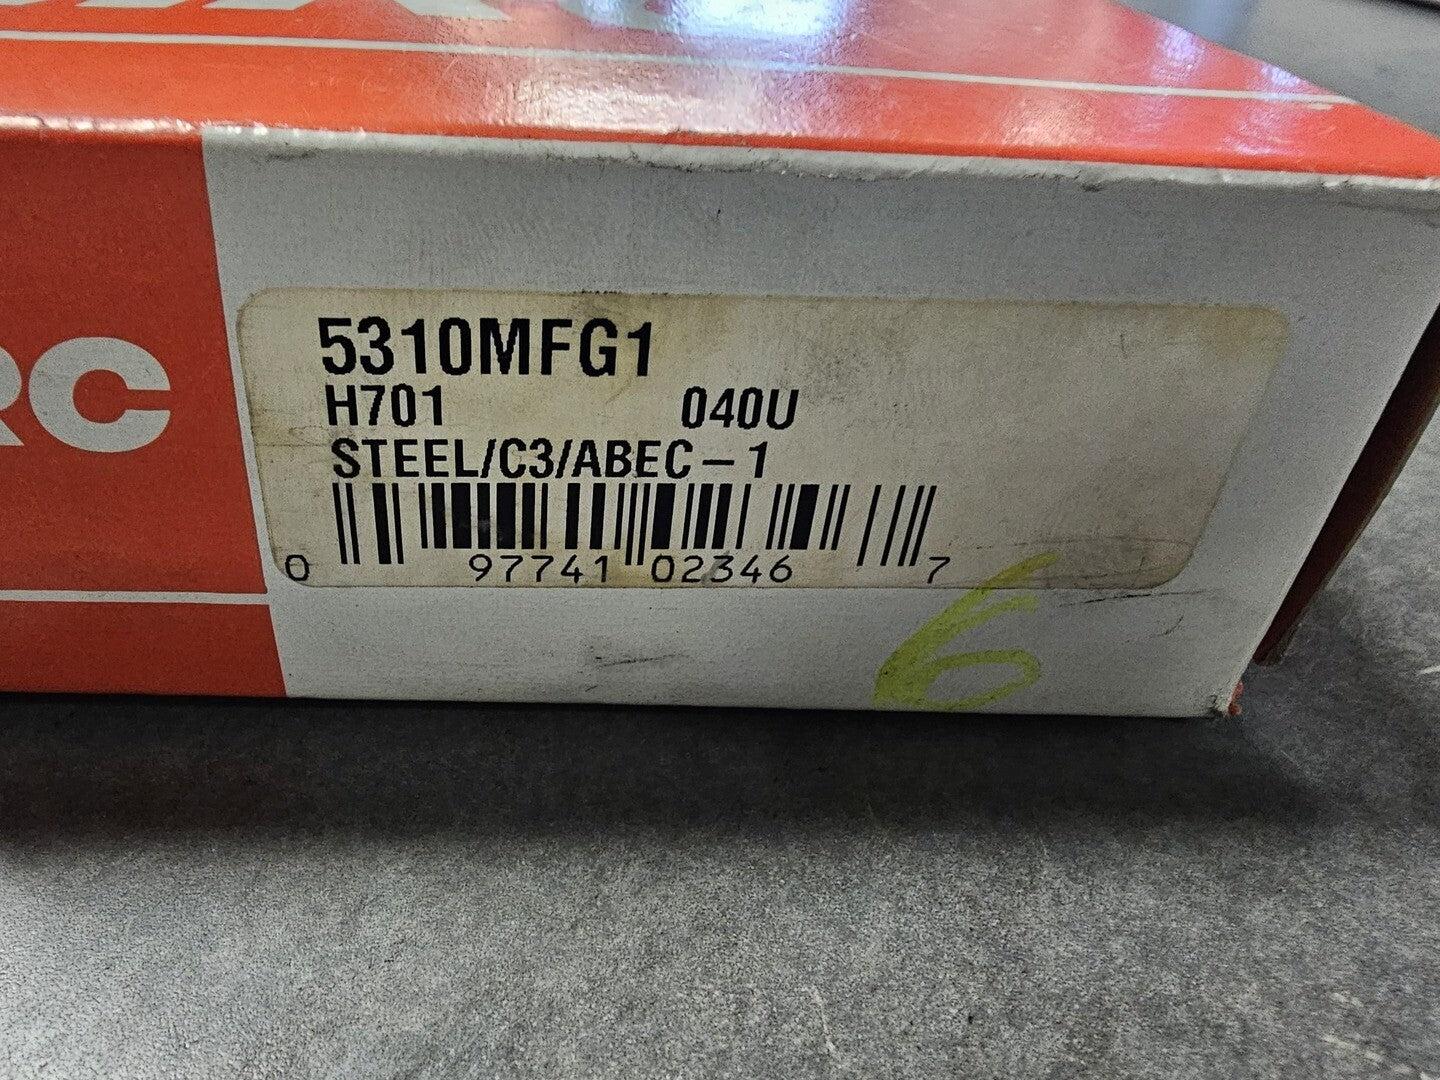 RC
5310MFG1
H701 040U
STEEL/C3/ABEC-1
0 97741 02346 7
6